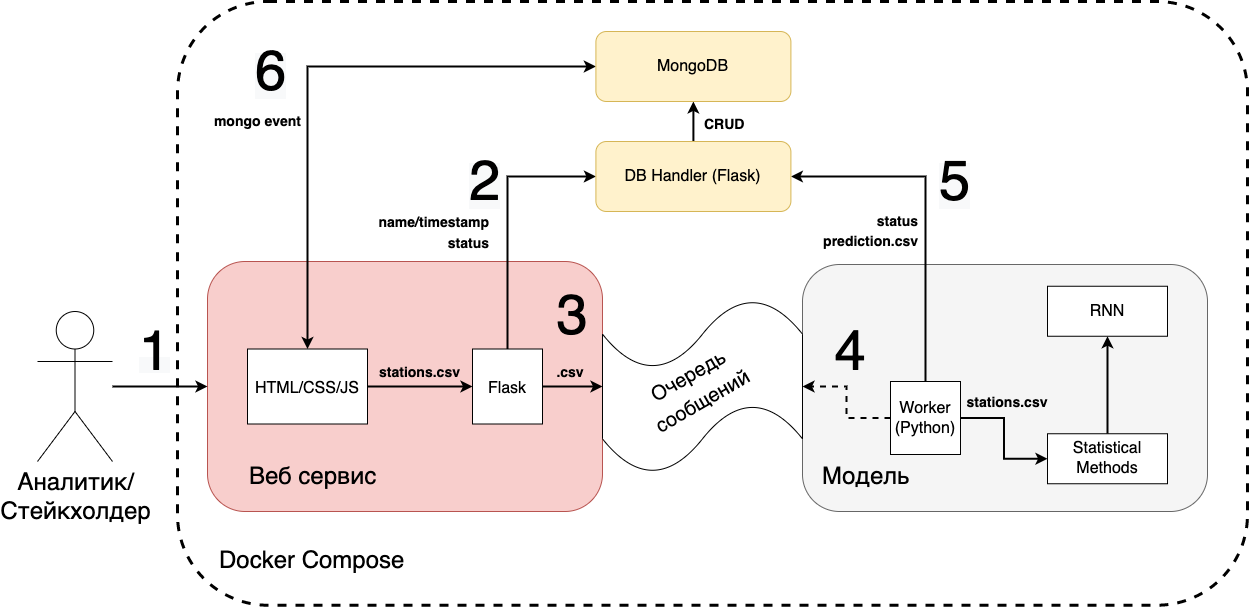 6
MongoDB
mongo event
CRUD
2
DB Handler (Flask)
5
name/timestamp
status
status
prediction.csv
1
3
4
RNN
HTML/CSS/JS
stations.csv
Flask
.csv
Очередь
сообщений
Worker
(Python)
stations.csv
Statistical
Methods
Веб сервис
Модель
Аналитик/
Стейкхолдер
Docker Compose